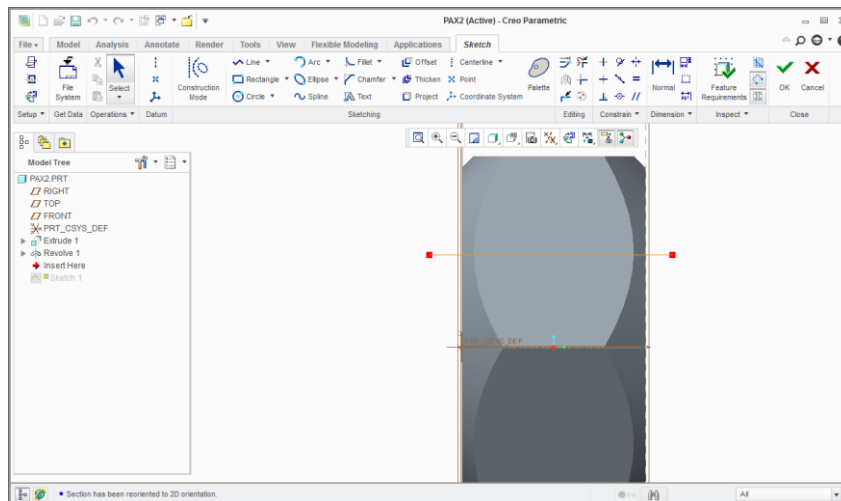 PAX2 (Active) - Creo Parametric
File Model Analysis Annotate Render Tools View Flexible Modeling Applications Sketch
Line Arc Fillet Offset Centerline
Rectangle Ellipse Chamfer Thicken Point
Circle Spline Text Project Coordinate System
File System
Select
Construction Mode
Palette
Normal
Feature Requirements
OK Cancel
Setup Get Data Operations Datum Sketching Editing Constrain Dimension Inspect Close
Model Tree
PAX2.PRT
RIGHT
TOP
FRONT
PRT_CSYS_DEF
Extrude 1
Revolve 1
Insert Here
Sketch 1
PRT_CSYS_DEF
Section has been reoriented to 2D orientation.
All